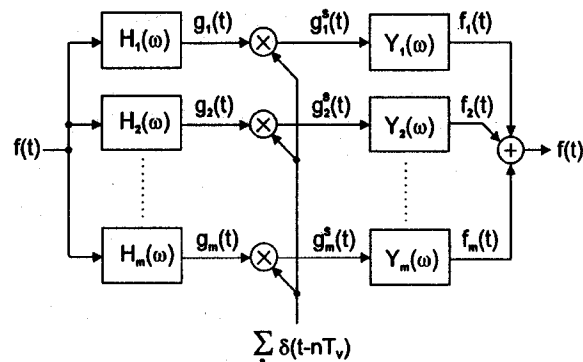 H₁(ω) g₁(t) × g₁ˢ(t) Y₁(ω) f₁(t)
H₂(ω) g₂(t) × g₂ˢ(t) Y₂(ω) f₂(t)
f(t) + f(t)
Hₘ(ω) gₘ(t) × gₘˢ(t) Yₘ(ω) fₘ(t)
∑ δ(t-nTᵥ)